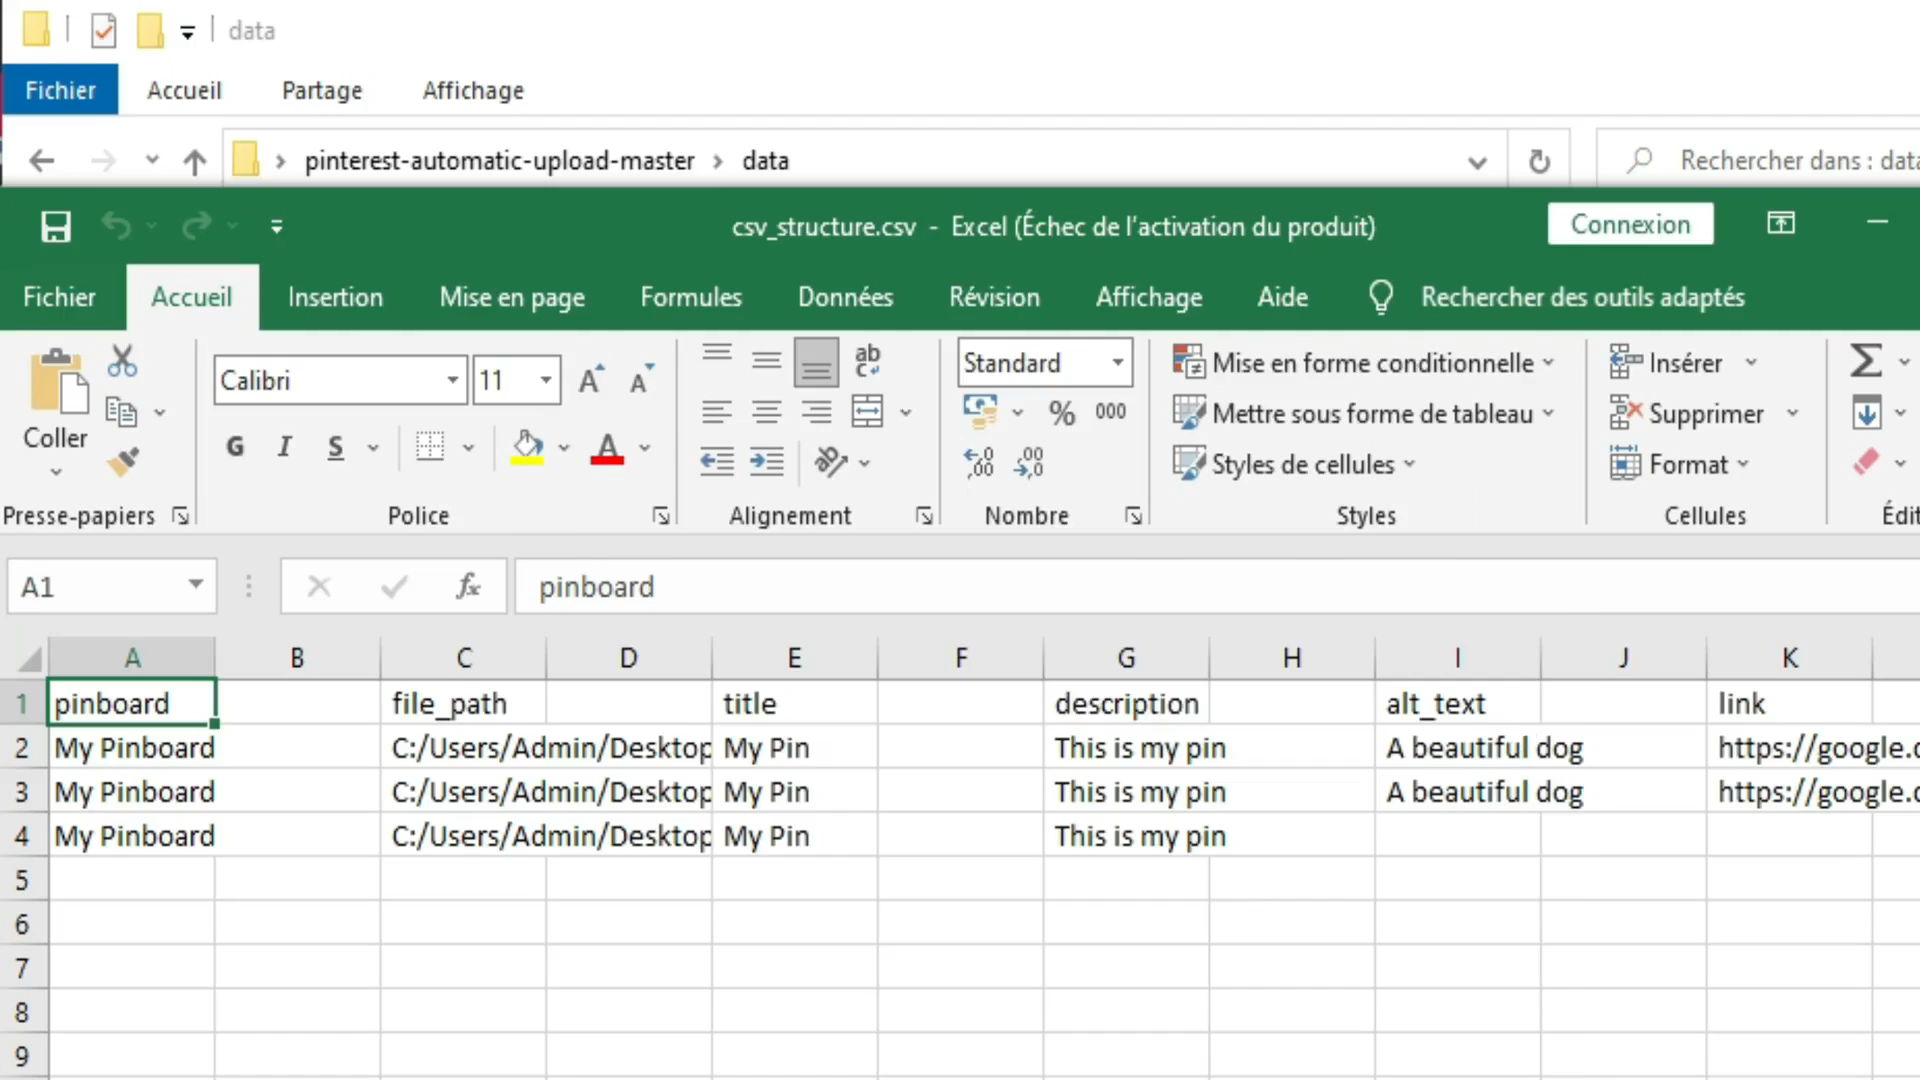 data
Fichier Accueil Partage Affichage
pinterest-automatic-upload-master > data Rechercher dans : data
csv_structure.csv - Excel (Échec de l'activation du produit) Connexion
Fichier Accueil Insertion Mise en page Formules Données Révision Affichage Aide Rechercher des outils adaptés
Coller
Calibri 11
G I S
Standard
% 000
Mise en forme conditionnelle
Mettre sous forme de tableau
Styles de cellules
Insérer
Supprimer
Format
Presse-papiers Police Alignement Nombre Styles Cellules Édit
A1 fx pinboard
A B C D E F G H I J K
1 pinboard file_path title description alt_text link
2 My Pinboard C:/Users/Admin/Desktop My Pin This is my pin A beautiful dog https://google.c
3 My Pinboard C:/Users/Admin/Desktop My Pin This is my pin A beautiful dog https://google.c
4 My Pinboard C:/Users/Admin/Desktop My Pin This is my pin
5
6
7
8
9